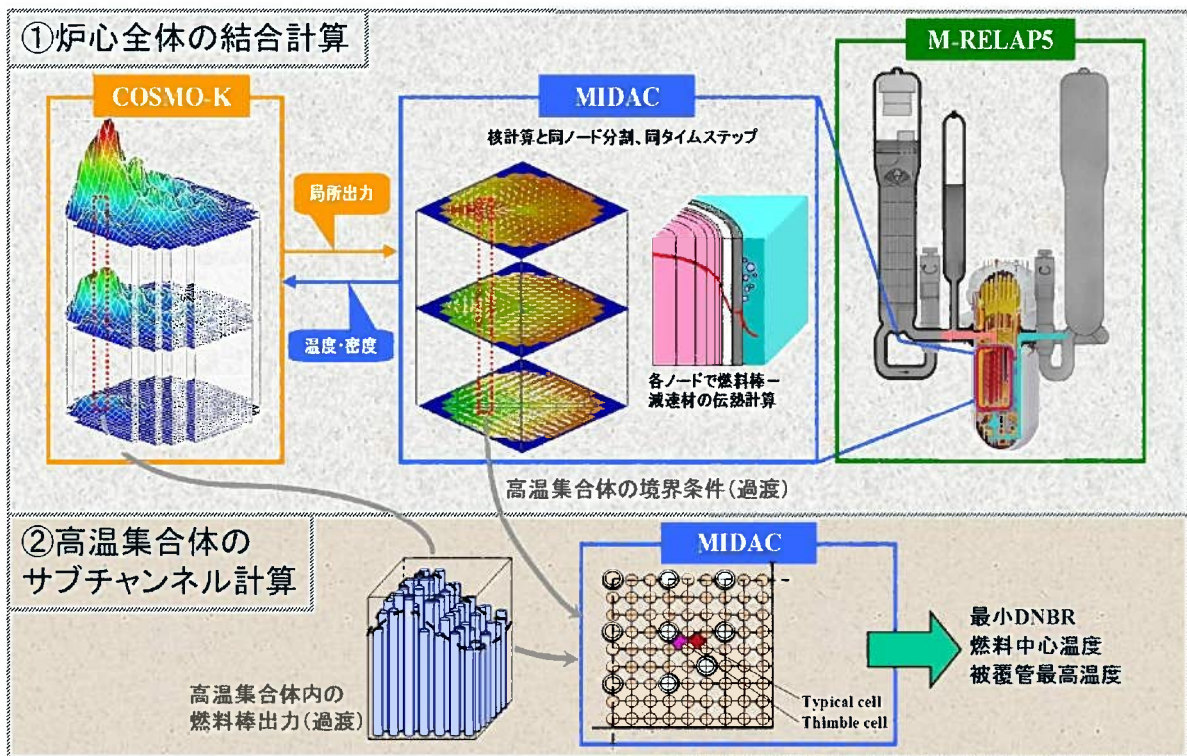 ①炉心全体の結合計算
COSMO-K
MIDAC
M-RELAP5
核計算と同ノード分割、同タイムステップ
局所出力
温度・密度
各ノードで燃料棒－
減速材の伝熱計算
高温集合体の境界条件(過渡)
②高温集合体の
サブチャンネル計算
MIDAC
高温集合体内の
燃料棒出力(過渡)
Typical cell
Thimble cell
最小DNBR
燃料中心温度
被覆管最高温度